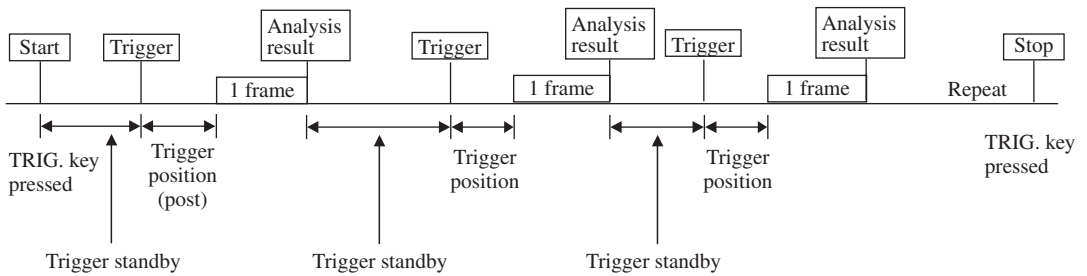 Start
Trigger
Analysis
result
Trigger
Analysis
result
Trigger
Analysis
result
Stop
1 frame
1 frame
1 frame
Repeat
TRIG. key
pressed
Trigger
position
(post)
Trigger
position
Trigger
position
TRIG. key
pressed
Trigger standby
Trigger standby
Trigger standby